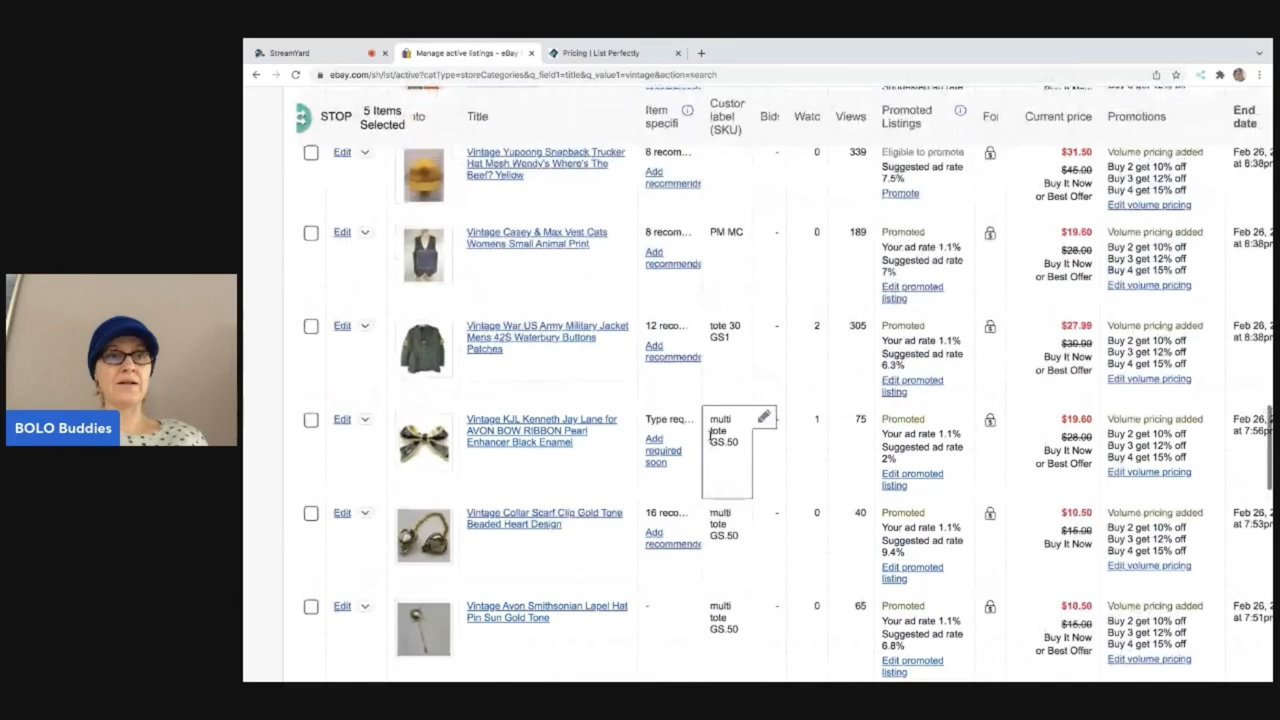 StreamYard
Manage active listings - eBay
Pricing | List Perfectly
ebay.com/sh/lst/active?catType=storeCategories&q_field1=title&q_value1=vintage&action=search
STOP
5 Items
Selected
Title
Item
specifi
Custor
label
(SKU)
Bids
Watc
Views
Promoted
Listings
For
Current price
Promotions
End
date
Edit
Vintage Yupoong Snapback Trucker
Hat Mesh Wendy's Where's The
Beef? Yellow
8 recom...
Add
recommende
-
0
339
Eligible to promote
Suggested ad rate
7.5%
Promote
$31.50
$45.00
Buy It Now
or Best Offer
Volume pricing added
Buy 2 get 10% off
Buy 3 get 12% off
Buy 4 get 15% off
Edit volume pricing
Feb 26, 2
at 8:38pm
Edit
Vintage Casey & Max Vest Cats
Womens Small Animal Print
8 recom...
Add
recommende
PM MC
-
0
189
Promoted
Your ad rate 1.1%
Suggested ad rate
7%
Edit promoted
listing
$19.60
$28.00
Buy It Now
or Best Offer
Volume pricing added
Buy 2 get 10% off
Buy 3 get 12% off
Buy 4 get 15% off
Edit volume pricing
Feb 26, 2
at 8:38pm
Edit
Vintage War US Army Military Jacket
Mens 42S Waterbury Buttons
Patches
12 reco...
Add
recommende
tote 30
GS1
-
2
305
Promoted
Your ad rate 1.1%
Suggested ad rate
6.3%
Edit promoted
listing
$27.99
$39.99
Buy It Now
or Best Offer
Volume pricing added
Buy 2 get 10% off
Buy 3 get 12% off
Buy 4 get 15% off
Edit volume pricing
Feb 26, 2
at 8:38pm
Edit
Vintage KJL Kenneth Jay Lane for
AVON BOW RIBBON Pearl
Enhancer Black Enamel
Type req...
Add
required
soon
multi
tote
GS.50
1
75
Promoted
Your ad rate 1.1%
Suggested ad rate
2%
Edit promoted
listing
$19.60
$28.00
Buy It Now
or Best Offer
Volume pricing added
Buy 2 get 10% off
Buy 3 get 12% off
Buy 4 get 15% off
Edit volume pricing
Feb 26, 2
at 7:56pm
Edit
Vintage Collar Scarf Clip Gold Tone
Beaded Heart Design
16 reco...
Add
recommende
multi
tote
GS.50
-
0
40
Promoted
Your ad rate 1.1%
Suggested ad rate
9.4%
Edit promoted
listing
$10.50
$15.00
Buy It Now
Volume pricing added
Buy 2 get 10% off
Buy 3 get 12% off
Buy 4 get 15% off
Edit volume pricing
Feb 26, 2
at 7:53pm
Edit
Vintage Avon Smithsonian Lapel Hat
Pin Sun Gold Tone
-
multi
tote
GS.50
-
0
65
Promoted
Your ad rate 1.1%
Suggested ad rate
6.8%
Edit promoted
listing
$10.50
$15.00
Buy It Now
or Best Offer
Volume pricing added
Buy 2 get 10% off
Buy 3 get 12% off
Buy 4 get 15% off
Edit volume pricing
Feb 26, 2
at 7:51pm
BOLO Buddies